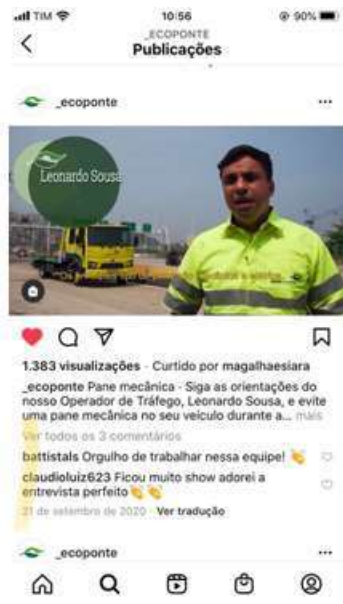 TIM 10:56 90%
_ECOPONTE
Publicações
_ecoponte
Leonardo Sousa
1.383 visualizações · Curtido por magalhaesiara
_ecoponte Pane mecânica - Siga as orientações do
nosso Operador de Tráfego, Leonardo Sousa, e evite
uma pane mecânica no seu veículo durante a... mais
Ver todos os 3 comentários
battistals Orgulho de trabalhar nessa equipe! 👏
claudioluiz623 Ficou muito show adorei a
entrevista perfeito👏👏
21 de setembro de 2020 · Ver tradução
_ecoponte